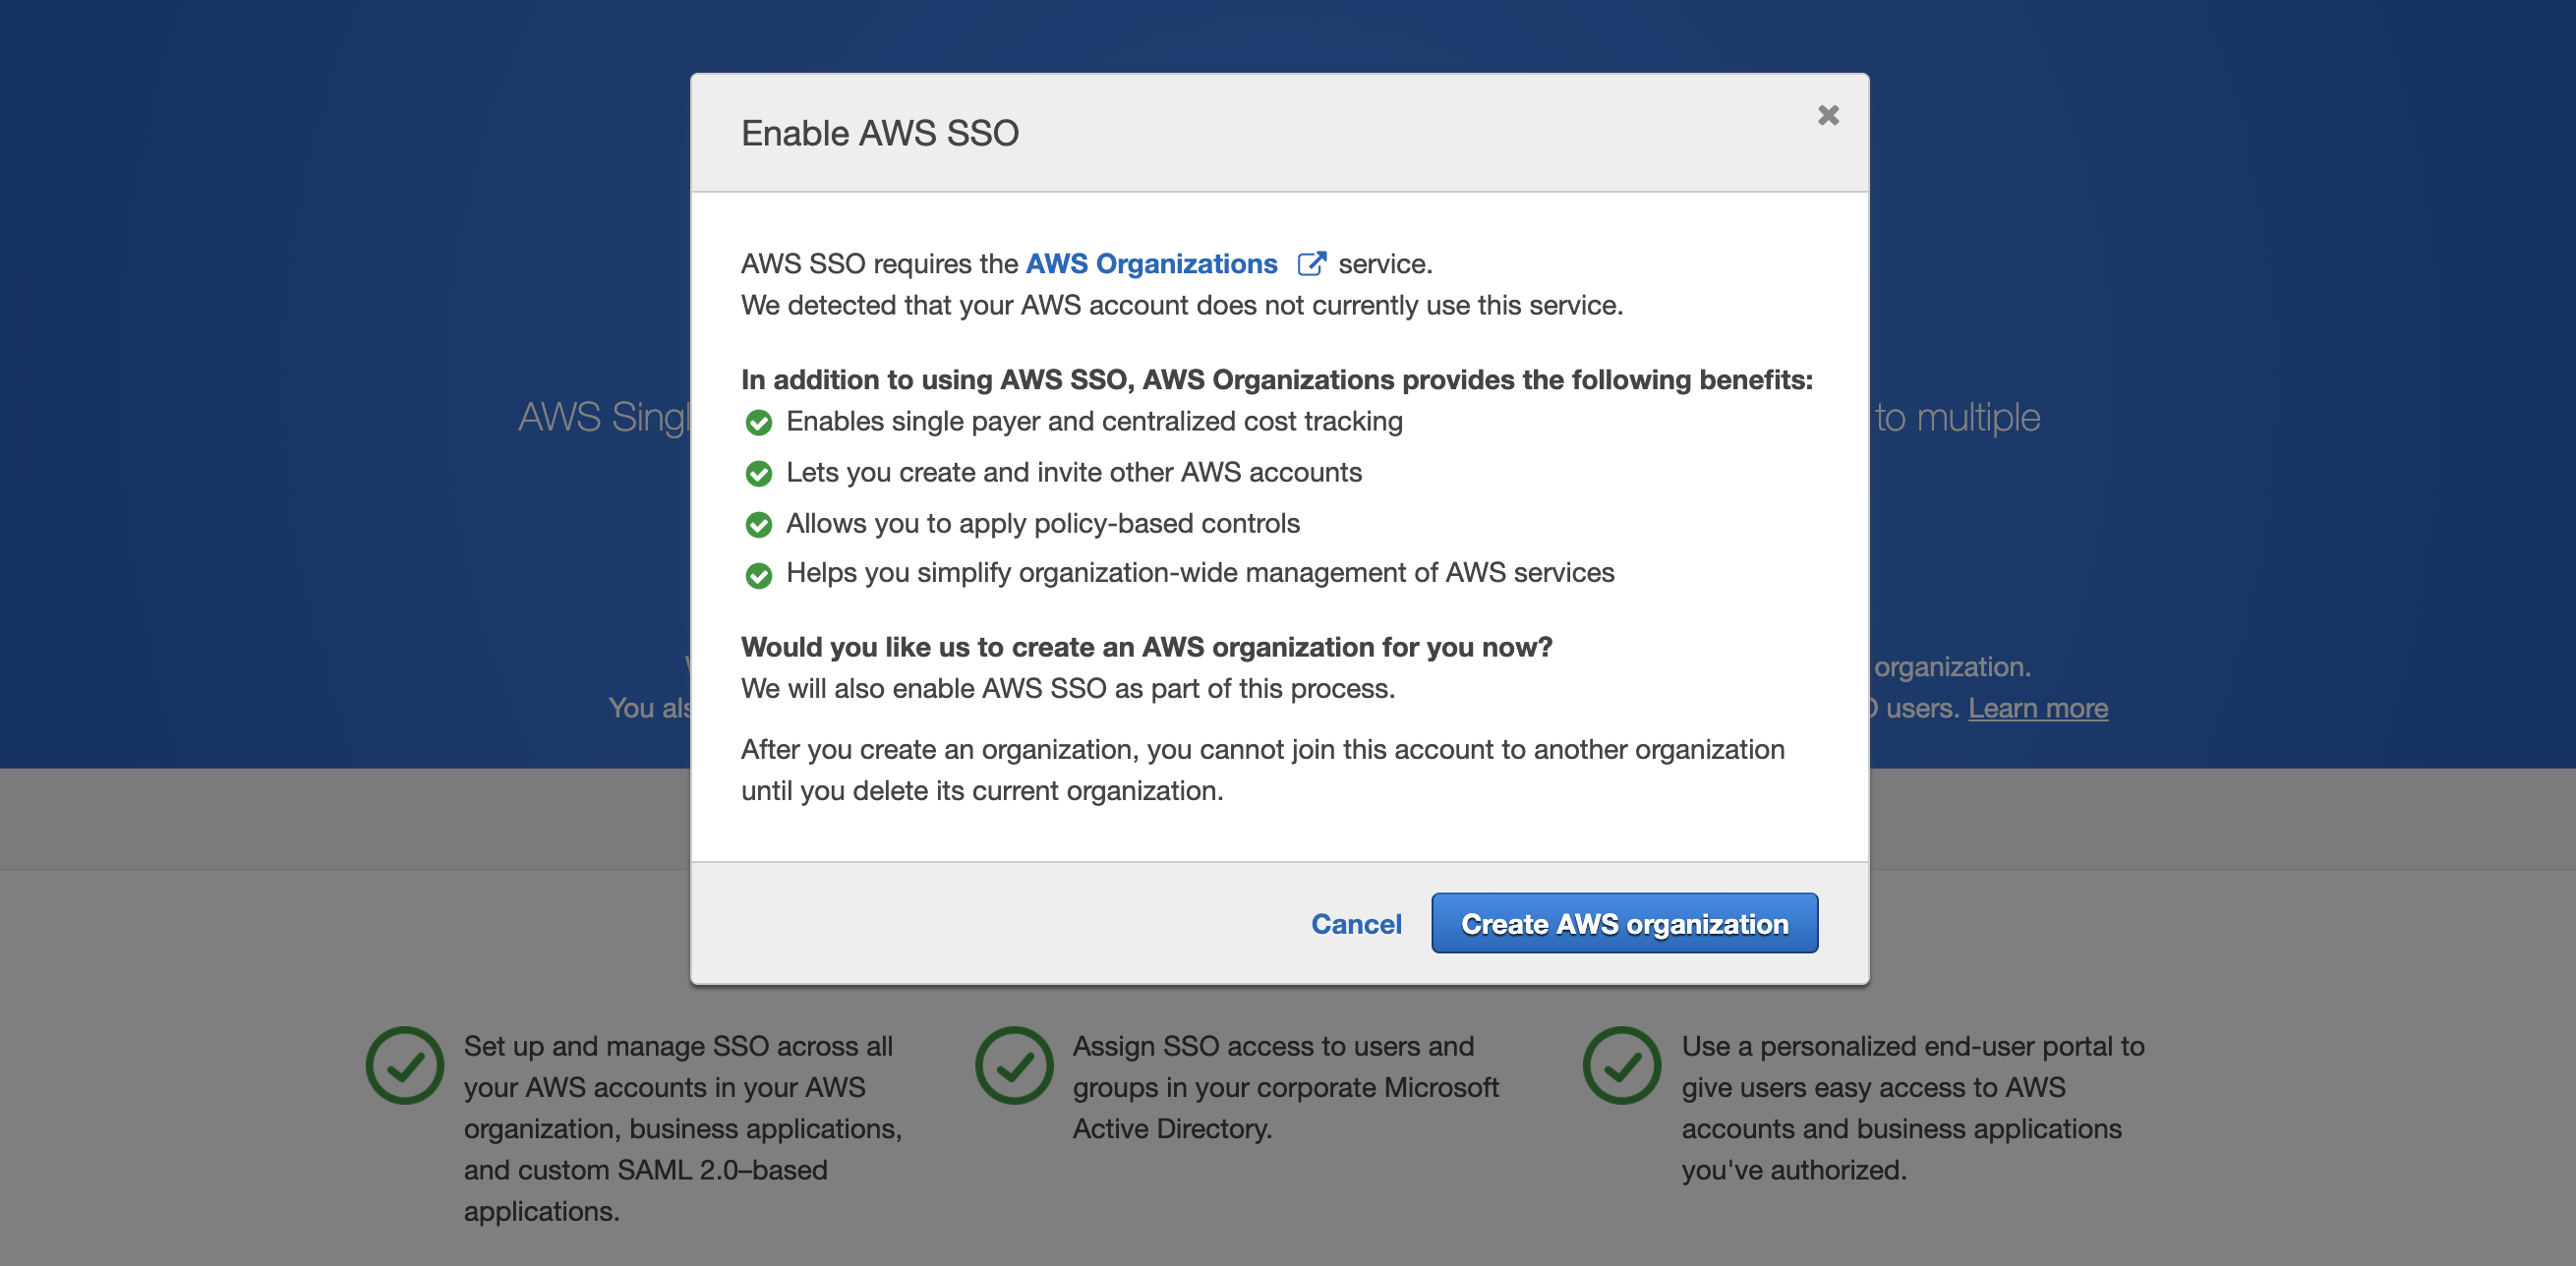 Enable AWS SSO
AWS SSO requires the AWS Organizations service.
We detected that your AWS account does not currently use this service.
In addition to using AWS SSO, AWS Organizations provides the following benefits:
Enables single payer and centralized cost tracking
Lets you create and invite other AWS accounts
Allows you to apply policy-based controls
Helps you simplify organization-wide management of AWS services
Would you like us to create an AWS organization for you now?
We will also enable AWS SSO as part of this process.
After you create an organization, you cannot join this account to another organization
until you delete its current organization.
Cancel
Create AWS organization
AWS
to multiple
organization.
You
users. Learn more
Set up and manage SSO across all
your AWS accounts in your AWS
organization, business applications,
and custom SAML 2.0–based
applications.
Assign SSO access to users and
groups in your corporate Microsoft
Active Directory.
Use a personalized end-user portal to
give users easy access to AWS
accounts and business applications
you've authorized.